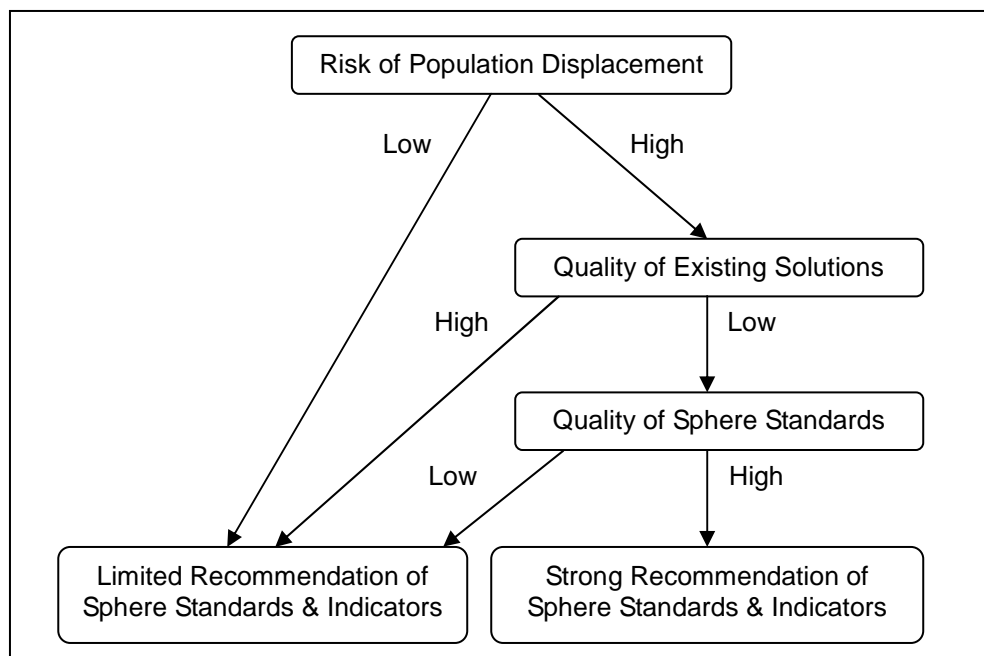 Risk of Population Displacement
Low
High
Quality of Existing Solutions
High
Low
Quality of Sphere Standards
Low
High
Limited Recommendation of
Sphere Standards & Indicators
Strong Recommendation of
Sphere Standards & Indicators